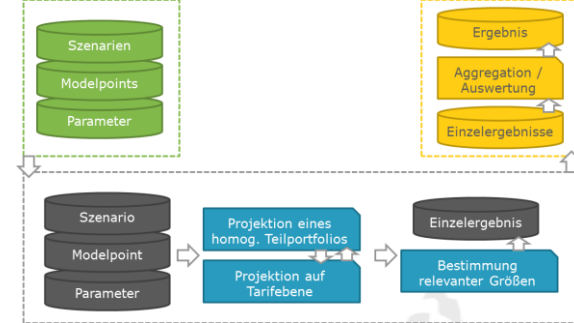 Szenarien
Modelpoints
Parameter
Ergebnis
Aggregation /
Auswertung
Einzelergebnisse
Szenario
Modelpoint
Parameter
Projektion eines
homog. Teilportfolios
Projektion auf
Tarifebene
Einzelergebnis
Bestimmung
relevanter Größen